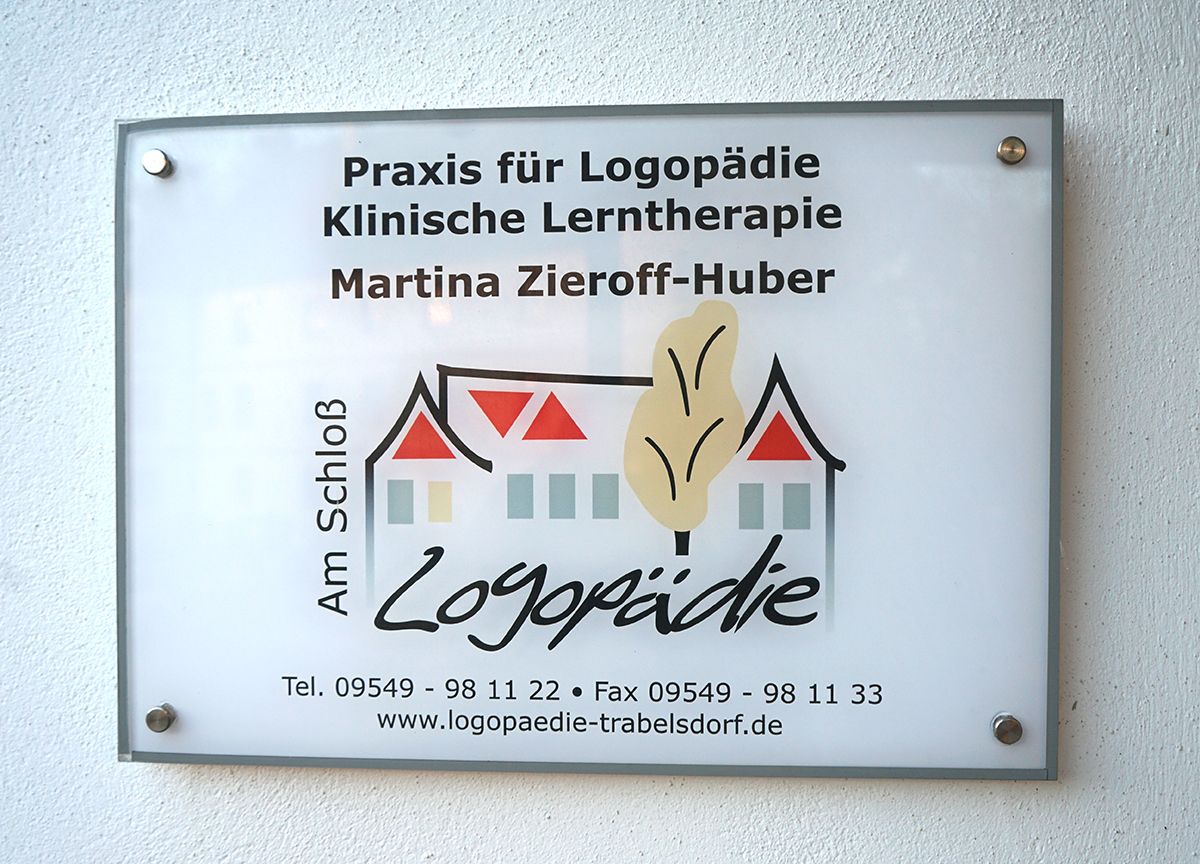 Praxis für Logopädie
Klinische Lerntherapie
Martina Zieroff-Huber
Am Schloß
Logopädie
Tel. 09549 - 98 11 22 • Fax 09549 - 98 11 33
www.logopaedie-trabelsdorf.de